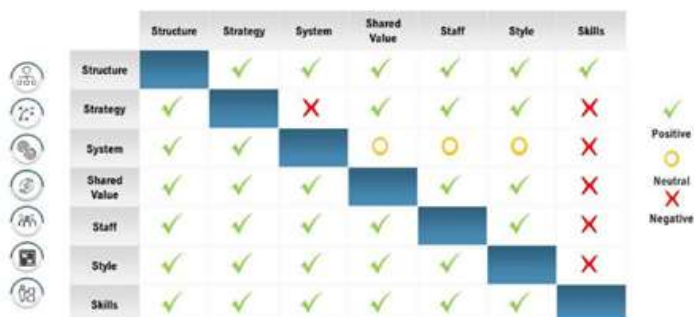 Structure Strategy System Shared Value Staff Style Skills
Structure
Strategy
System
Shared
Value
Staff
Style
Skills
Positive
Neutral
Negative